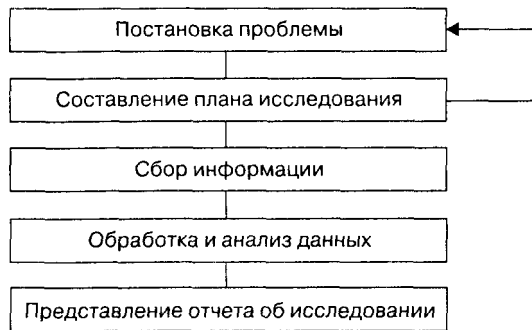 Постановка проблемы
Составление плана исследования
Сбор информации
Обработка и анализ данных
Представление отчета об исследовании